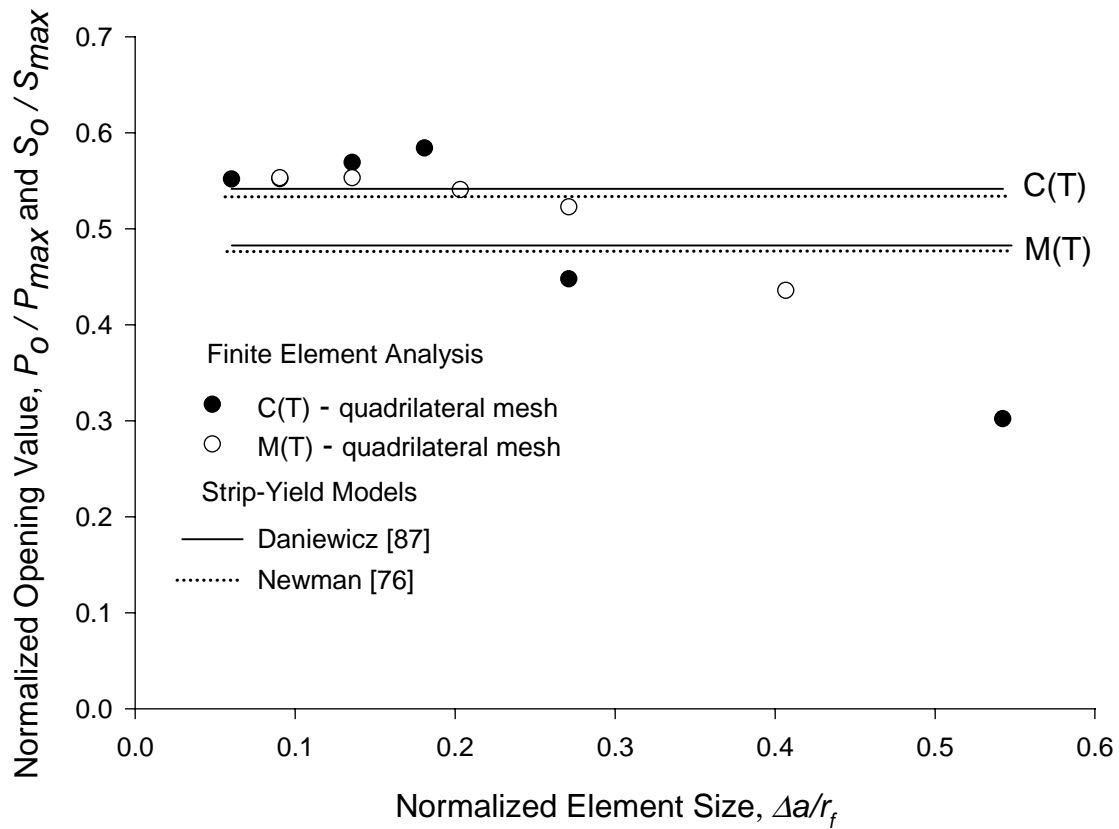 Normalized Opening Value, Po / Pmax and So / Smax
0.7
0.6
0.5
0.4
0.3
0.2
0.1
0.0
C(T)
M(T)
Finite Element Analysis
C(T) - quadrilateral mesh
M(T) - quadrilateral mesh
Strip-Yield Models
Daniewicz [87]
Newman [76]
0.0 0.1 0.2 0.3 0.4 0.5 0.6
Normalized Element Size, Δa/rf